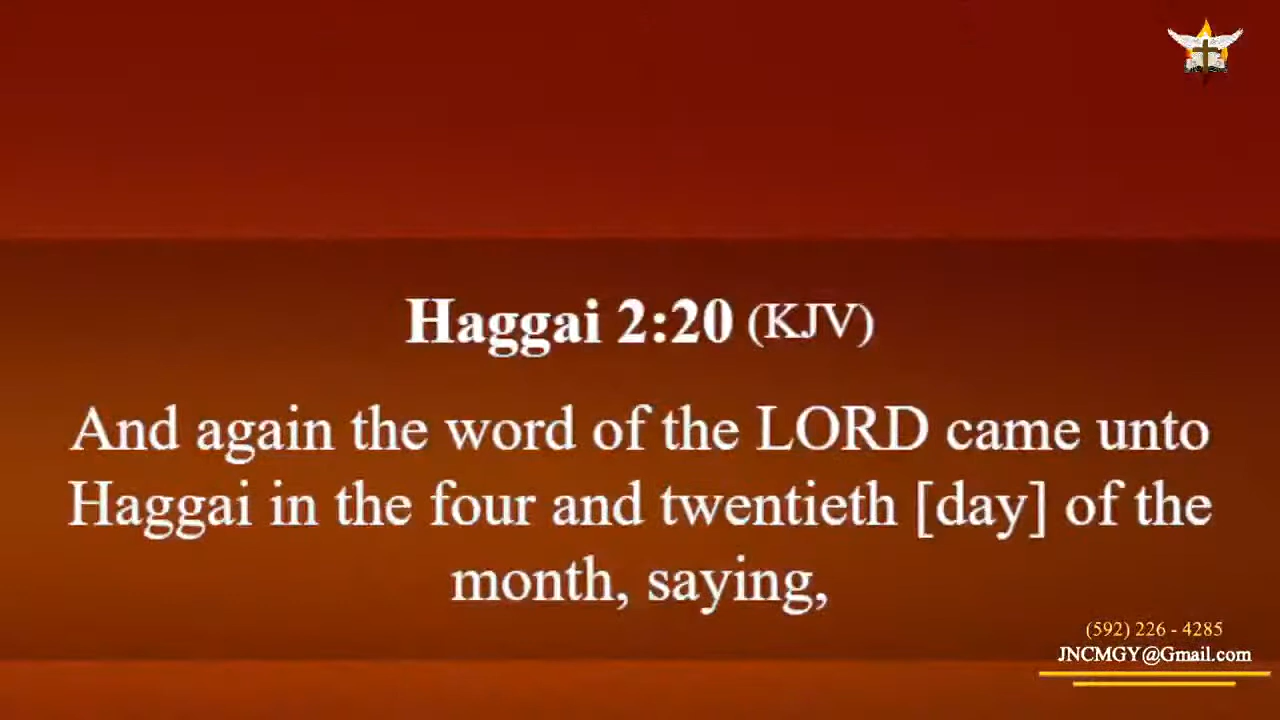 Haggai 2:20 (KJV)
And again the word of the LORD came unto
Haggai in the four and twentieth [day] of the
month, saying,
(592) 226 - 4285
JNCMGY@Gmail.com